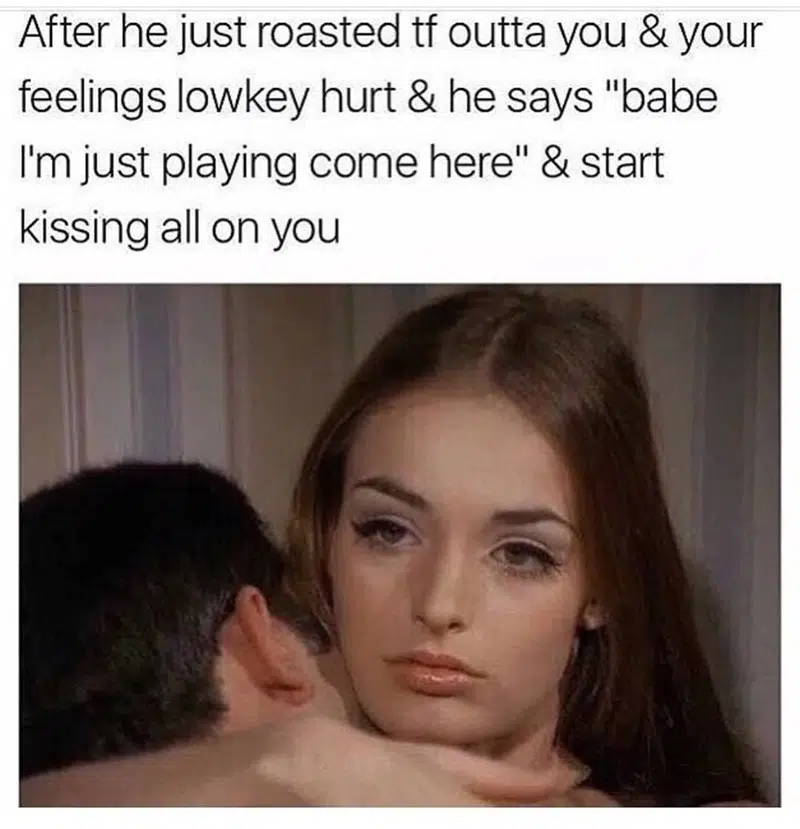 After he just roasted tf outta you & your
feelings lowkey hurt & he says "babe
I'm just playing come here" & start
kissing all on you